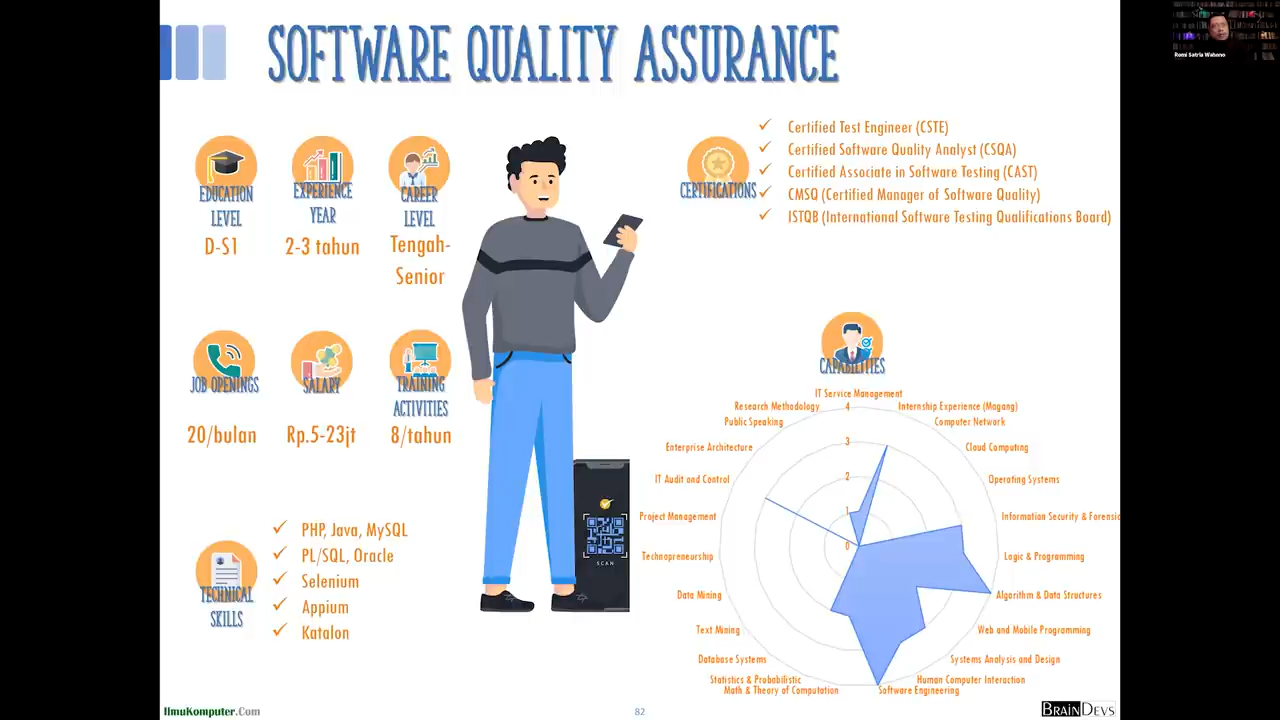 SOFTWARE QUALITY ASSURANCE
Romi Satria Wahono
EDUCATION
LEVEL
D-S1
EXPERIENCE
YEAR
2-3 tahun
CAREER
LEVEL
Tengah-
Senior
CERTIFICATIONS
Certified Test Engineer (CSTE)
Certified Software Quality Analyst (CSQA)
Certified Associate in Software Testing (CAST)
CMSQ (Certified Manager of Software Quality)
ISTQB (International Software Testing Qualifications Board)
JOB OPENINGS
20/bulan
SALARY
Rp.5-23jt
TRAINING
ACTIVITIES
8/tahun
TECHNICAL
SKILLS
PHP, Java, MySQL
PL/SQL, Oracle
Selenium
Appium
Katalon
SCAN
CAPABILITIES
IT Service Management
Internship Experience (Magang)
Computer Network
Cloud Computing
Operating Systems
Information Security & Forensic
Logic & Programming
Algorithm & Data Structures
Web and Mobile Programming
Systems Analysis and Design
Human Computer Interaction
Software Engineering
Math & Theory of Computation
Statistics & Probabilistic
Database Systems
Text Mining
Data Mining
Technopreneurship
Project Management
IT Audit and Control
Enterprise Architecture
Public Speaking
Research Methodology
4
3
2
1
0
IlmuKomputer.Com
82
BRAINDEVS